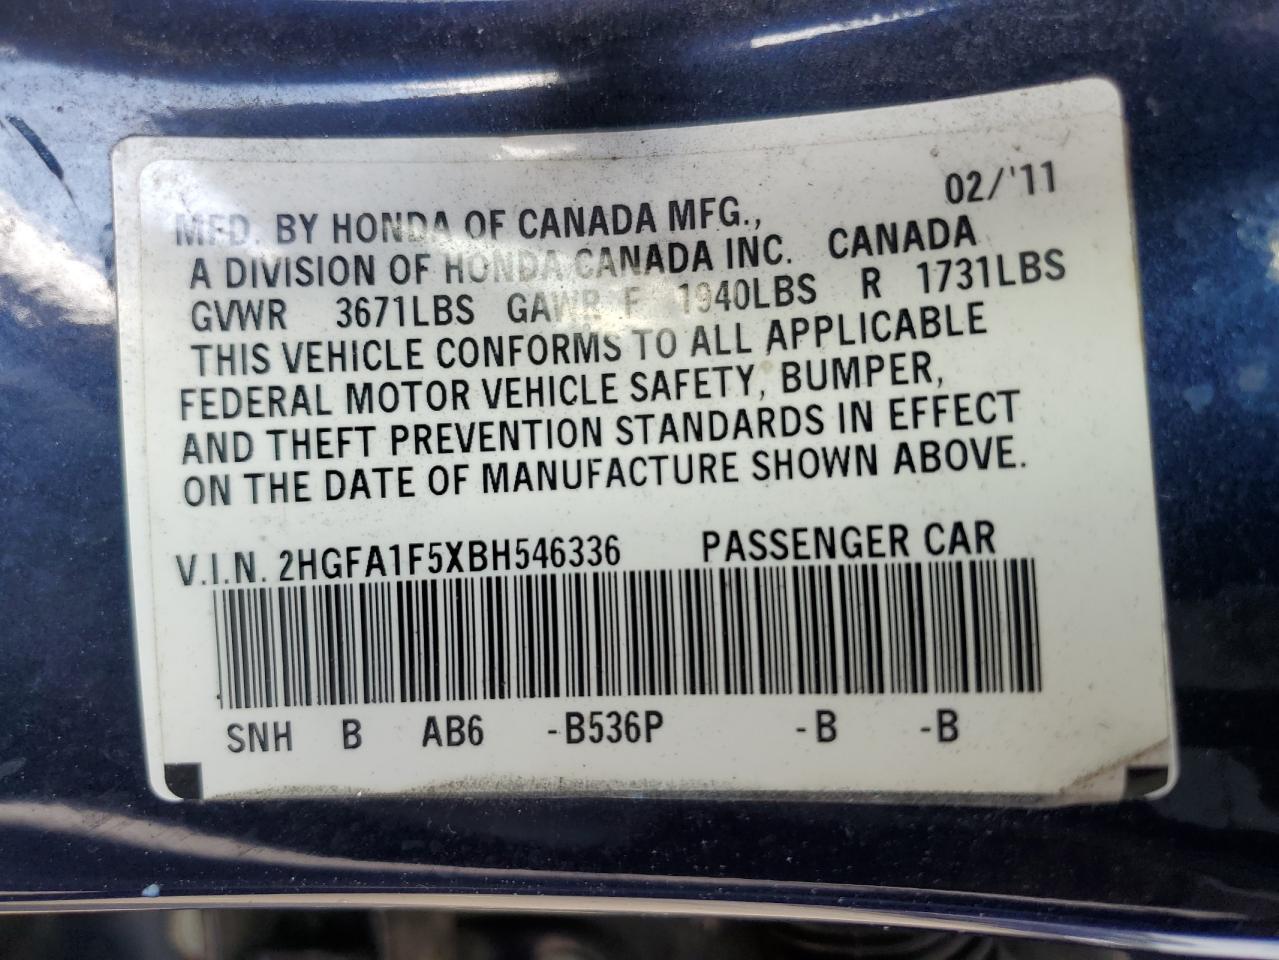 02/'11
MFD. BY HONDA OF CANADA MFG.,
A DIVISION OF HONDA CANADA INC. CANADA
GVWR 3671LBS GAWR F 1940LBS R 1731LBS
THIS VEHICLE CONFORMS TO ALL APPLICABLE
FEDERAL MOTOR VEHICLE SAFETY, BUMPER,
AND THEFT PREVENTION STANDARDS IN EFFECT
ON THE DATE OF MANUFACTURE SHOWN ABOVE.
V.I.N. 2HGFA1F5XBH546336 PASSENGER CAR
SNH B AB6 -B536P -B -B